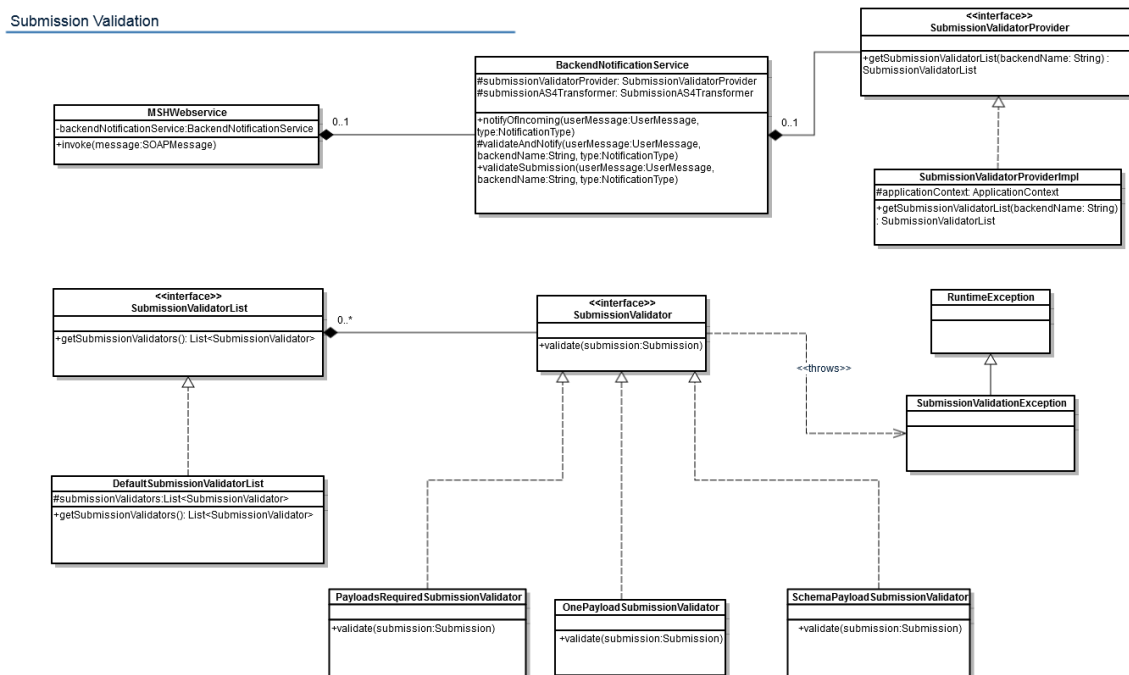 Submission Validation
<<interface>>
SubmissionValidatorProvider
+getSubmissionValidatorList(backendName: String) :
SubmissionValidatorList
BackendNotificationService
#submissionValidatorProvider: SubmissionValidatorProvider
#submissionAS4Transformer: SubmissionAS4Transformer
+notifyOfIncoming(userMessage:UserMessage,
type:NotificationType)
#validateAndNotify(userMessage:UserMessage,
backendName:String, type:NotificationType)
+validateSubmission(userMessage:UserMessage,
backendName:String, type:NotificationType)
0..1
MSHWebservice
-backendNotificationService:BackendNotificationService
+invoke(message:SOAPMessage)
0..1
SubmissionValidatorProviderImpl
#applicationContext: ApplicationContext
+getSubmissionValidatorList(backendName: String)
: SubmissionValidatorList
<<interface>>
SubmissionValidatorList
+getSubmissionValidators(): List<SubmissionValidator>
0..*
<<interface>>
SubmissionValidator
+validate(submission:Submission)
RuntimeException
<<throws>>
SubmissionValidationException
DefaultSubmissionValidatorList
#submissionValidators:List<SubmissionValidator>
+getSubmissionValidators(): List<SubmissionValidator>
PayloadsRequiredSubmissionValidator
+validate(submission:Submission)
OnePayloadSubmissionValidator
+validate(submission:Submission)
SchemaPayloadSubmissionValidator
+validate(submission:Submission)